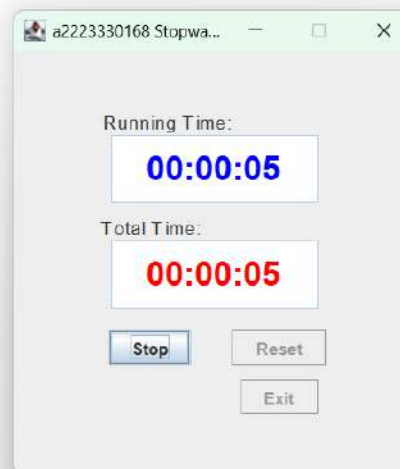 a2223330168 Stopwa...
Running Time:
00:00:05
Total Time:
00:00:05
Stop Reset
Exit